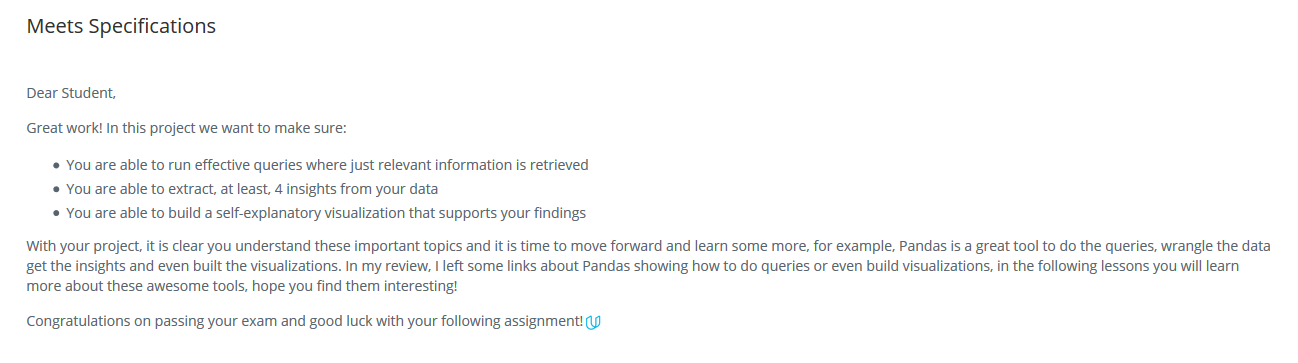 Meets Specifications
Dear Student,
Great work! In this project we want to make sure:
• You are able to run effective queries where just relevant information is retrieved
• You are able to extract, at least, 4 insights from your data
• You are able to build a self-explanatory visualization that supports your findings
With your project, it is clear you understand these important topics and it is time to move forward and learn some more, for example, Pandas is a great tool to do the queries, wrangle the data
get the insights and even built the visualizations. In my review, I left some links about Pandas showing how to do queries or even build visualizations, in the following lessons you will learn
more about these awesome tools, hope you find them interesting!
Congratulations on passing your exam and good luck with your following assignment!